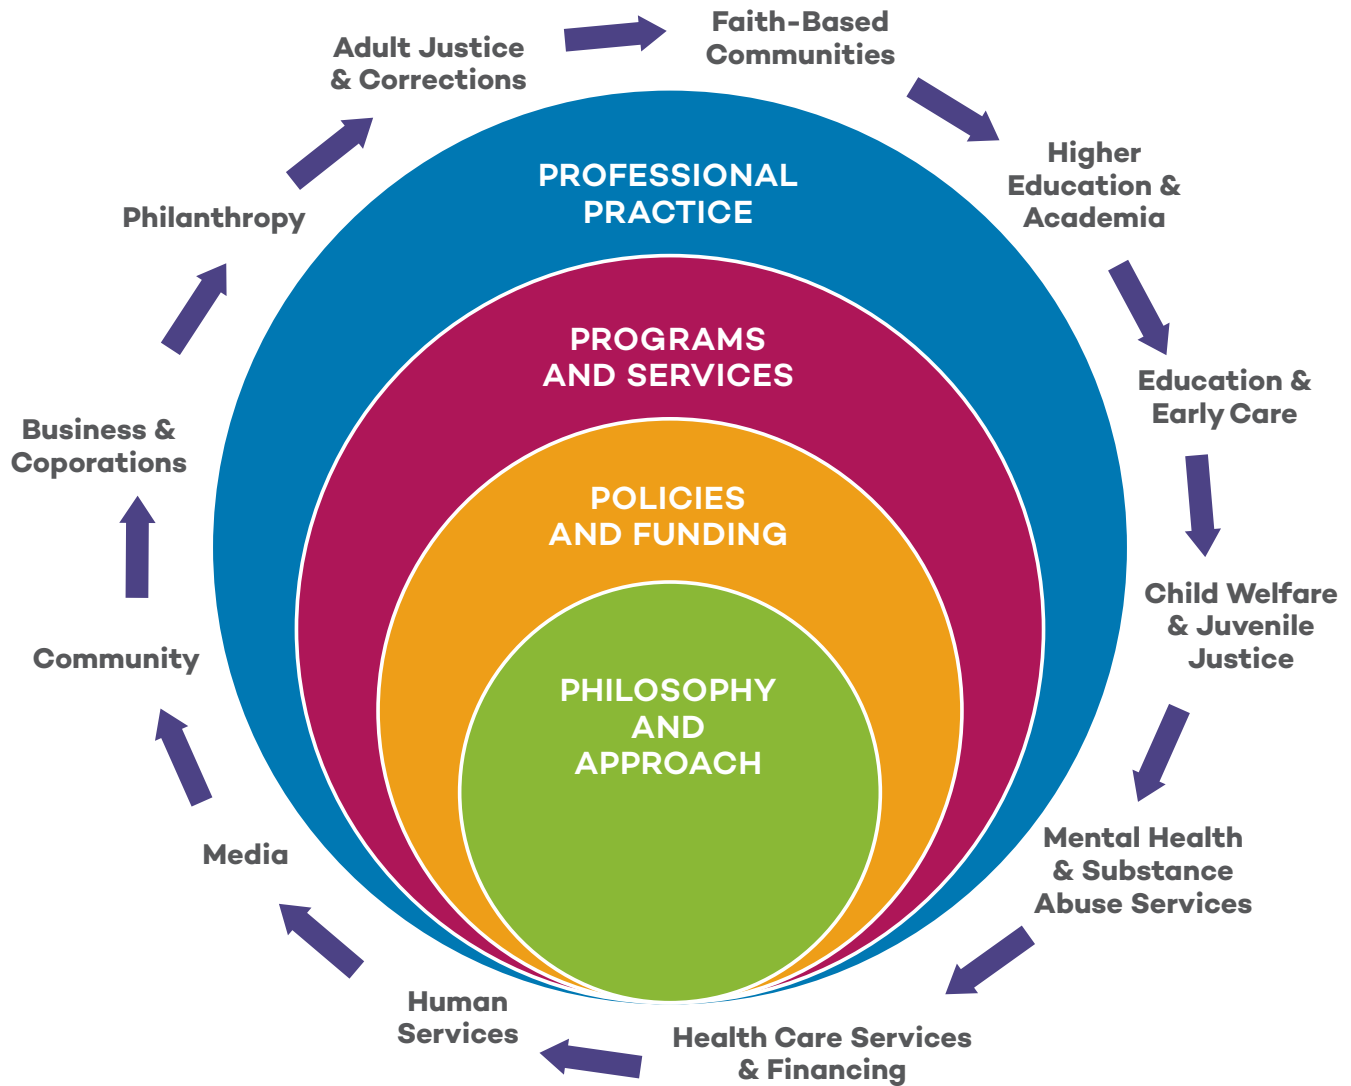 Faith-Based
Communities
Higher
Education &
Academia
Education &
Early Care
Child Welfare
& Juvenile
Justice
Mental Health
& Substance
Abuse Services
Health Care Services
& Financing
Human
Services
Media
Community
Business &
Coporations
Philanthropy
Adult Justice
& Corrections
PROFESSIONAL
PRACTICE
PROGRAMS
AND SERVICES
POLICIES
AND FUNDING
PHILOSOPHY
AND
APPROACH